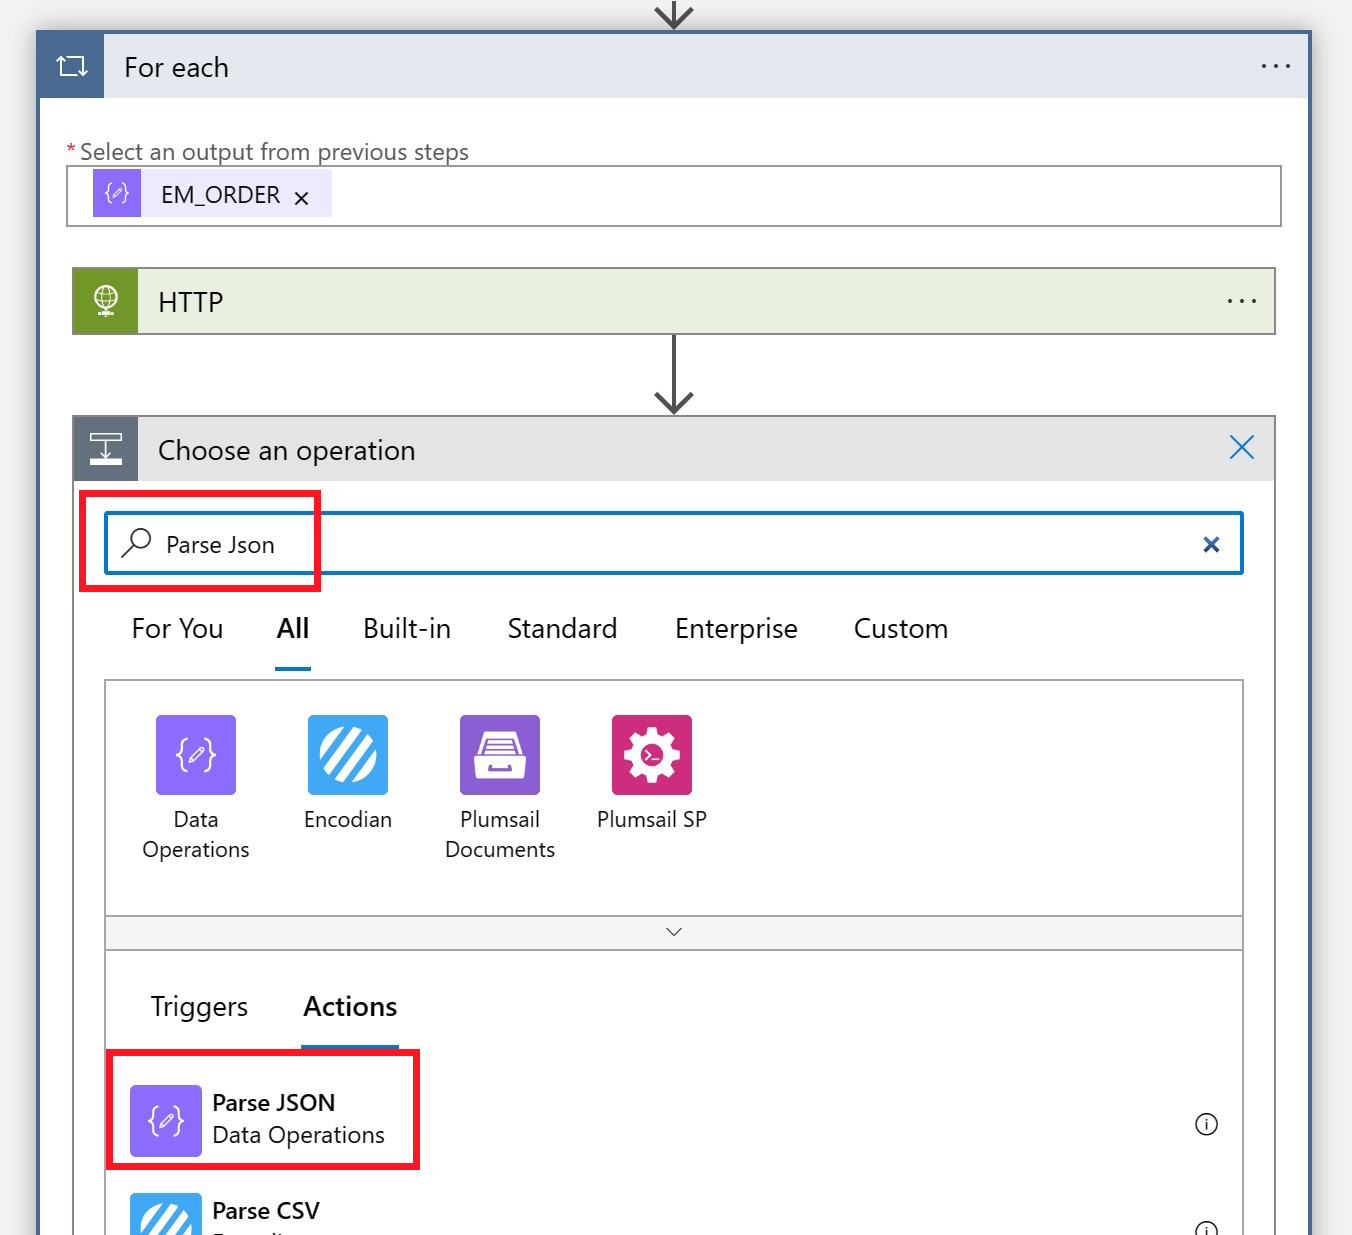 For each
* Select an output from previous steps
EM_ORDER
HTTP
Choose an operation
Parse Json
For You All Built-in Standard Enterprise Custom
Data Operations
Encodian
Plumsail Documents
Plumsail SP
Triggers Actions
Parse JSON
Data Operations
Parse CSV